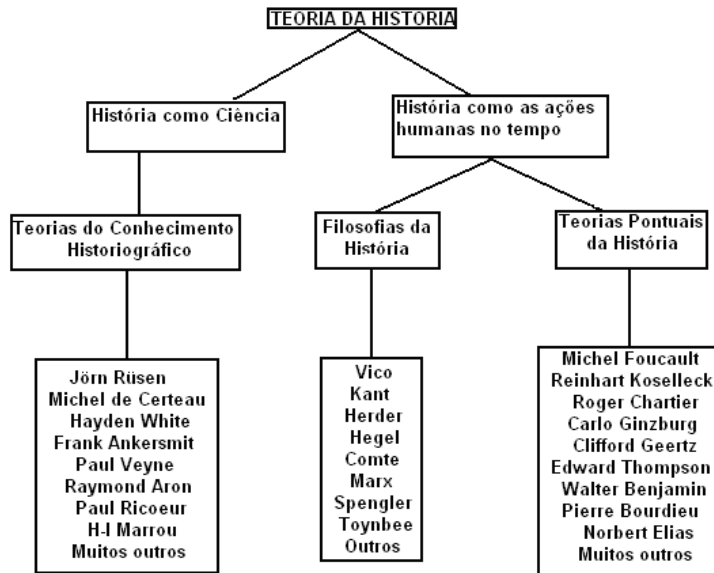 TEORIA DA HISTORIA
História como Ciência
História como as ações
humanas no tempo
Teorias do Conhecimento
Historiográfico
Filosofias da
História
Teorias Pontuais
da História
Jörn Rüsen
Michel de Certeau
Hayden White
Frank Ankersmit
Paul Veyne
Raymond Aron
Paul Ricoeur
H-I Marrou
Muitos outros
Vico
Kant
Herder
Hegel
Comte
Marx
Spengler
Toynbee
Outros
Michel Foucault
Reinhart Koselleck
Roger Chartier
Carlo Ginzburg
Clifford Geertz
Edward Thompson
Walter Benjamin
Pierre Bourdieu
Norbert Elias
Muitos outros